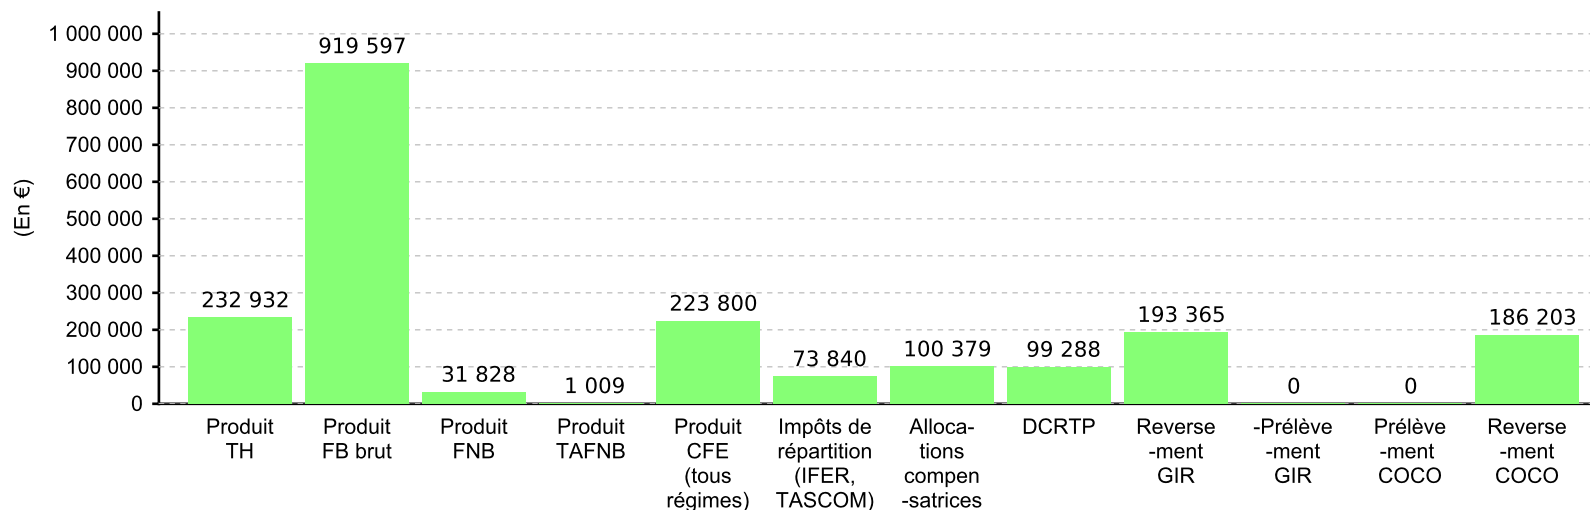 (En €)
1 000 000
900 000
800 000
700 000
600 000
500 000
400 000
300 000
200 000
100 000
0
232 932
919 597
31 828
1 009
223 800
73 840
100 379
99 288
193 365
0
0
186 203
Produit
TH
Produit
FB brut
Produit
FNB
Produit
TAFNB
Produit
CFE
(tous
régimes)
Impôts de
répartition
(IFER,
TASCOM)
Alloca-
tions
compen
-satrices
DCRTP
Reverse
-ment
GIR
-Prélève
-ment
GIR
Prélève
-ment
COCO
Reverse
-ment
COCO